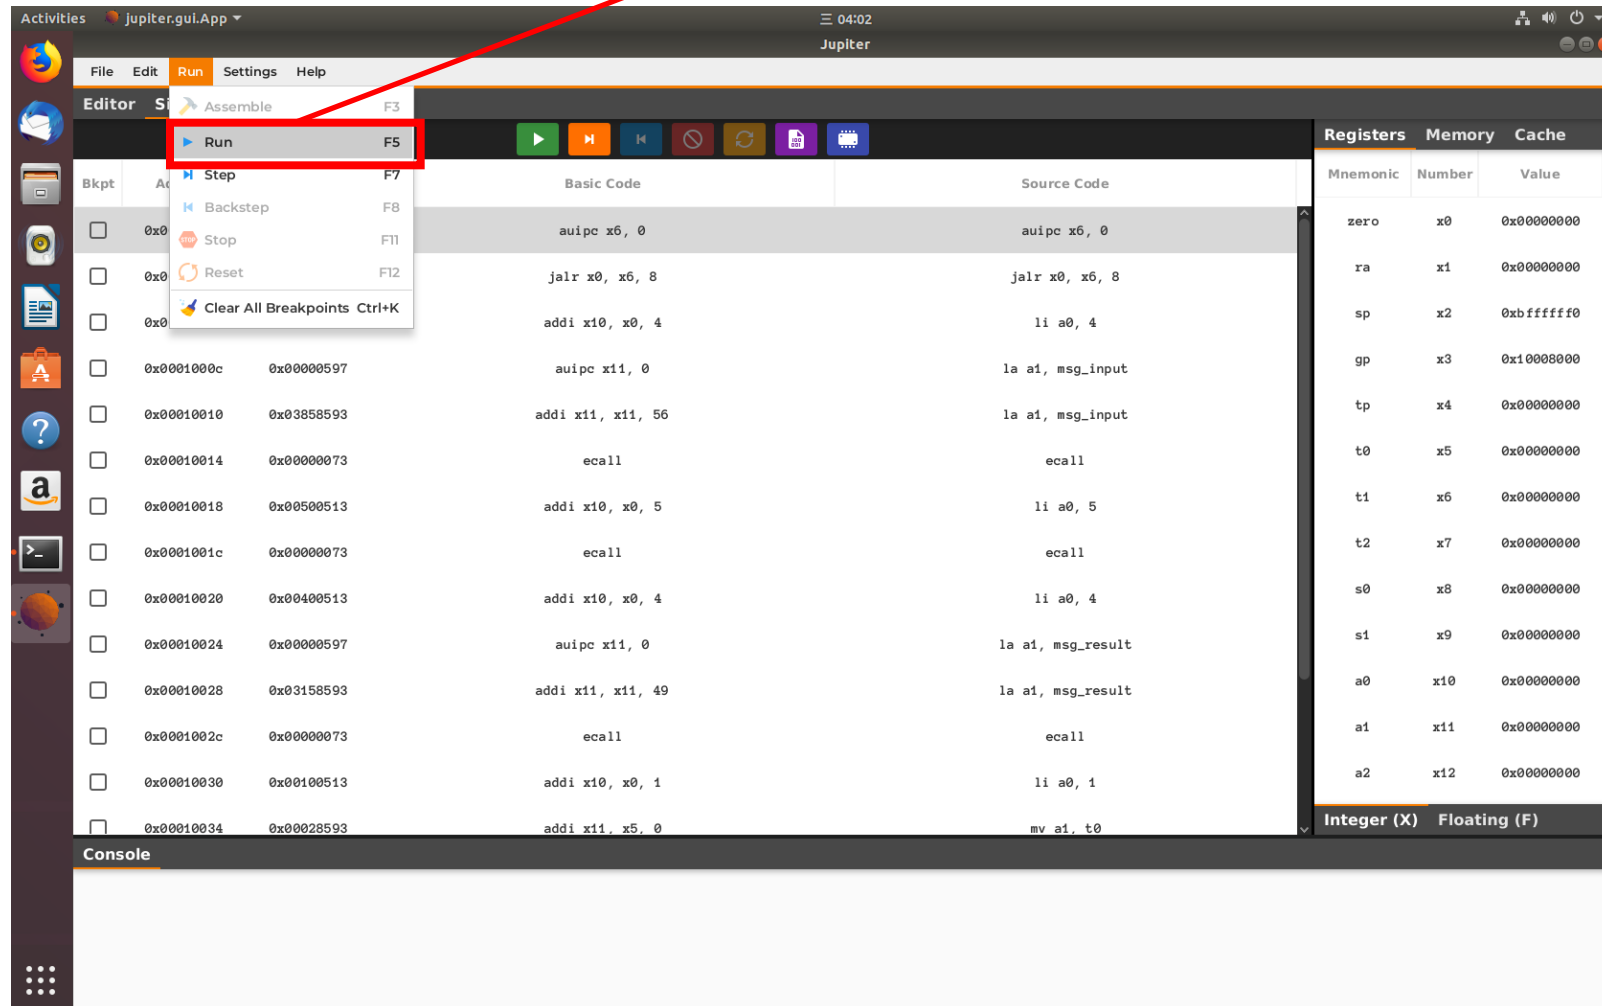 Activities jupiter.gui.App 三 04:02
Jupiter
File Edit Run Settings Help
Editor Si
Assemble F3
Run F5
Step F7
Backstep F8
Stop F11
Reset F12
Clear All Breakpoints Ctrl+K
Bkpt Ad Basic Code Source Code
0x0 auipc x6, 0 auipc x6, 0
0x0 jalr x0, x6, 8 jalr x0, x6, 8
0x0 addi x10, x0, 4 li a0, 4
0x0001000c 0x00000597 auipc x11, 0 la a1, msg_input
0x00010010 0x03858593 addi x11, x11, 56 la a1, msg_input
0x00010014 0x00000073 ecall ecall
0x00010018 0x00500513 addi x10, x0, 5 li a0, 5
0x0001001c 0x00000073 ecall ecall
0x00010020 0x00400513 addi x10, x0, 4 li a0, 4
0x00010024 0x00000597 auipc x11, 0 la a1, msg_result
0x00010028 0x03158593 addi x11, x11, 49 la a1, msg_result
0x0001002c 0x00000073 ecall ecall
0x00010030 0x00100513 addi x10, x0, 1 li a0, 1
0x00010034 0x00028593 addi x11, x5, 0 mv a1, t0
Registers Memory Cache
Mnemonic Number Value
zero x0 0x00000000
ra x1 0x00000000
sp x2 0xbffffff0
gp x3 0x10008000
tp x4 0x00000000
t0 x5 0x00000000
t1 x6 0x00000000
t2 x7 0x00000000
s0 x8 0x00000000
s1 x9 0x00000000
a0 x10 0x00000000
a1 x11 0x00000000
a2 x12 0x00000000
Integer (X) Floating (F)
Console